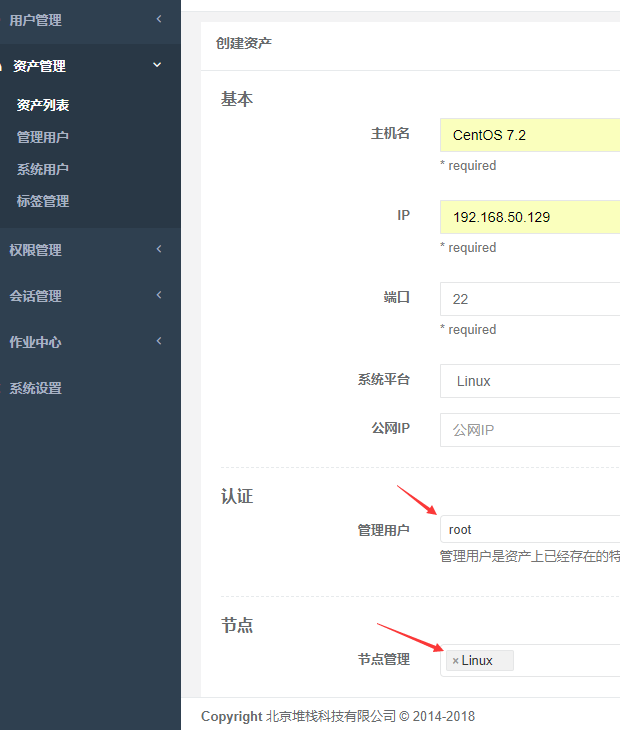 用户管理
资产管理
资产列表
管理用户
系统用户
标签管理
权限管理
会话管理
作业中心
系统设置
创建资产
基本
主机名 CentOS 7.2
* required
IP 192.168.50.129
* required
端口 22
* required
系统平台 Linux
公网IP 公网IP
认证
管理用户 root
管理用户是资产上已经存在的特
节点
节点管理 × Linux
Copyright 北京堆栈科技有限公司 © 2014-2018